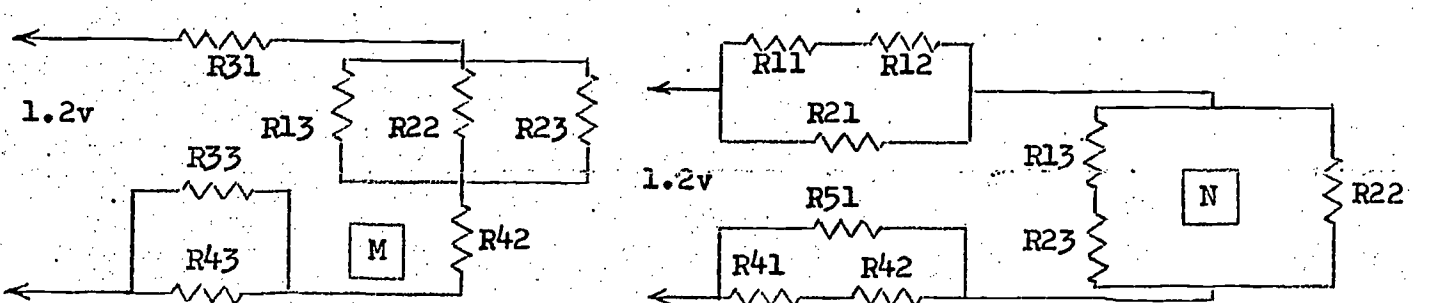 R31
1.2v
R13 R22 R23
R33
R42
M
R43
R11 R12
R21
1.2v
R13
N
R22
R51
R23
R41 R42